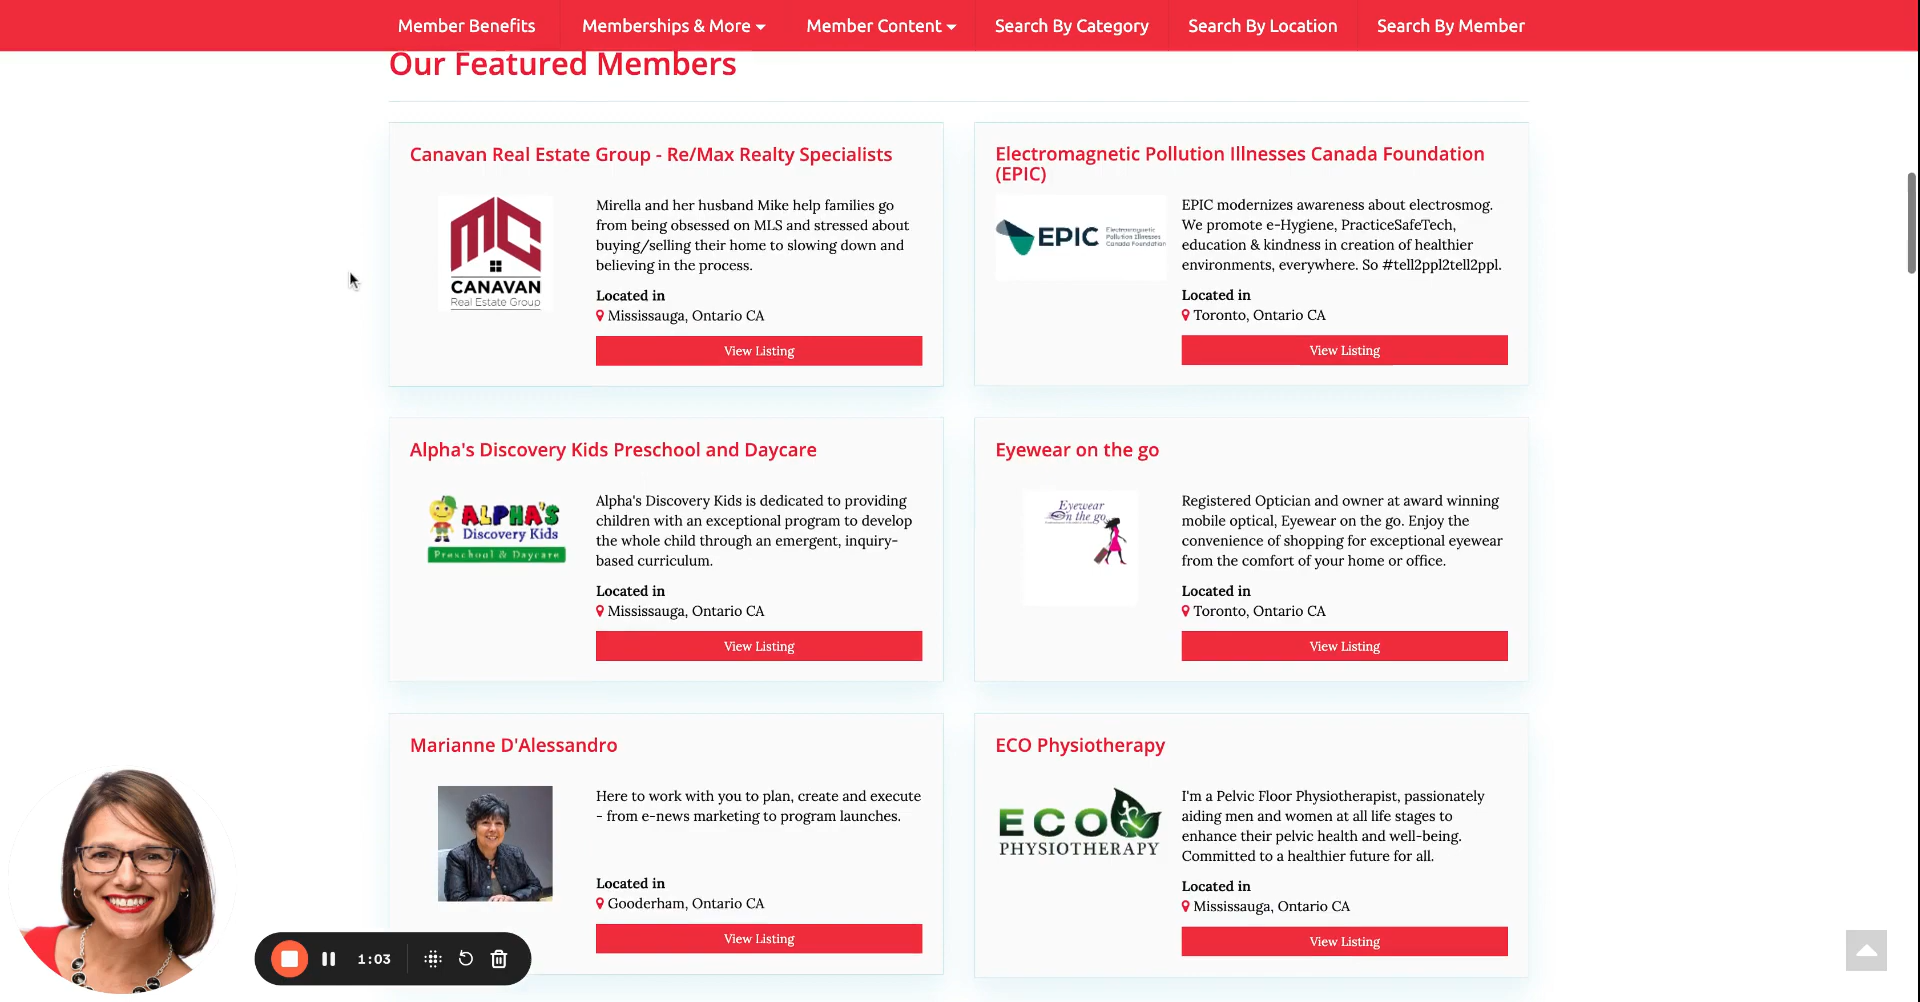 Member Benefits
Memberships & More
Member Content
Search By Category
Search By Location
Search By Member
Our Featured Members
Canavan Real Estate Group - Re/Max Realty Specialists
MC
CANAVAN
Real Estate Group
Mirella and her husband Mike help families go
from being obsessed on MLS and stressed about
buying/selling their home to slowing down and
believing in the process.
Located in
Mississauga, Ontario CA
View Listing
Electromagnetic Pollution Illnesses Canada Foundation
(EPIC)
EPIC
Electromagnetic
Pollution Illnesses
Canada Foundation
EPIC modernizes awareness about electrosmog.
We promote e-Hygiene, PracticeSafeTech,
education & kindness in creation of healthier
environments, everywhere. So #tell2ppl2tell2ppl.
Located in
Toronto, Ontario CA
View Listing
Alpha's Discovery Kids Preschool and Daycare
ALPHA'S
Discovery Kids
Preschool & Daycare
Alpha's Discovery Kids is dedicated to providing
children with an exceptional program to develop
the whole child through an emergent, inquiry-
based curriculum.
Located in
Mississauga, Ontario CA
View Listing
Eyewear on the go
Eyewear
On the go
Registered Optician and owner at award winning
mobile optical, Eyewear on the go. Enjoy the
convenience of shopping for exceptional eyewear
from the comfort of your home or office.
Located in
Toronto, Ontario CA
View Listing
Marianne D'Alessandro
Here to work with you to plan, create and execute
- from e-news marketing to program launches.
Located in
Gooderham, Ontario CA
View Listing
ECO Physiotherapy
ECO
PHYSIOTHERAPY
I'm a Pelvic Floor Physiotherapist, passionately
aiding men and women at all life stages to
enhance their pelvic health and well-being.
Committed to a healthier future for all.
Located in
Mississauga, Ontario CA
View Listing
1:03